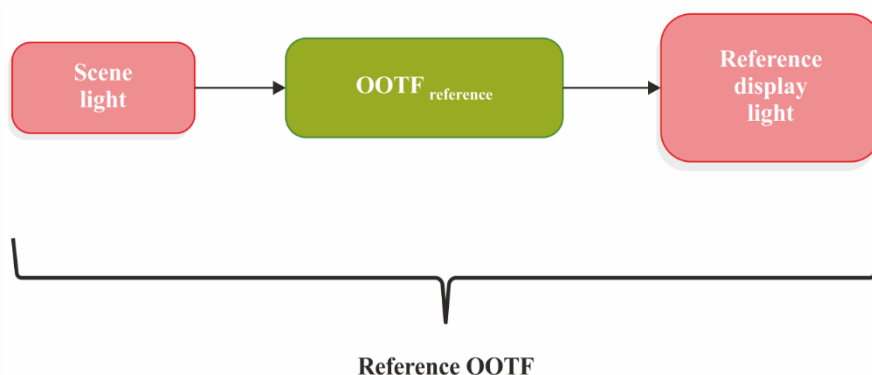 Scene
light
OOTF reference
Reference
display
light
Reference OOTF